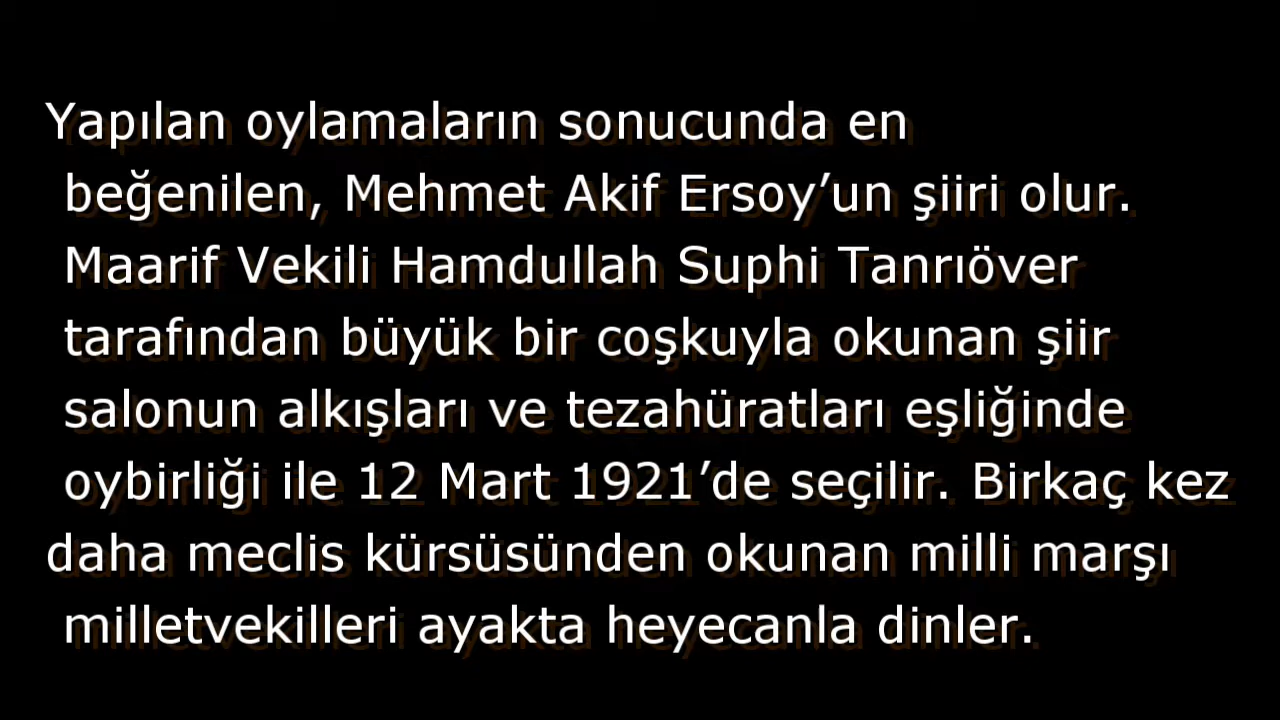 Yapılan oylamaların sonucunda en
beğenilen, Mehmet Akif Ersoy’un şiiri olur.
Maarif Vekili Hamdullah Suphi Tanrıöver
tarafından büyük bir coşkuyla okunan şiir
salonun alkışları ve tezahüratları eşliğinde
oybirliği ile 12 Mart 1921’de seçilir. Birkaç kez
daha meclis kürsüsünden okunan milli marşı
milletvekilleri ayakta heyecanla dinler.